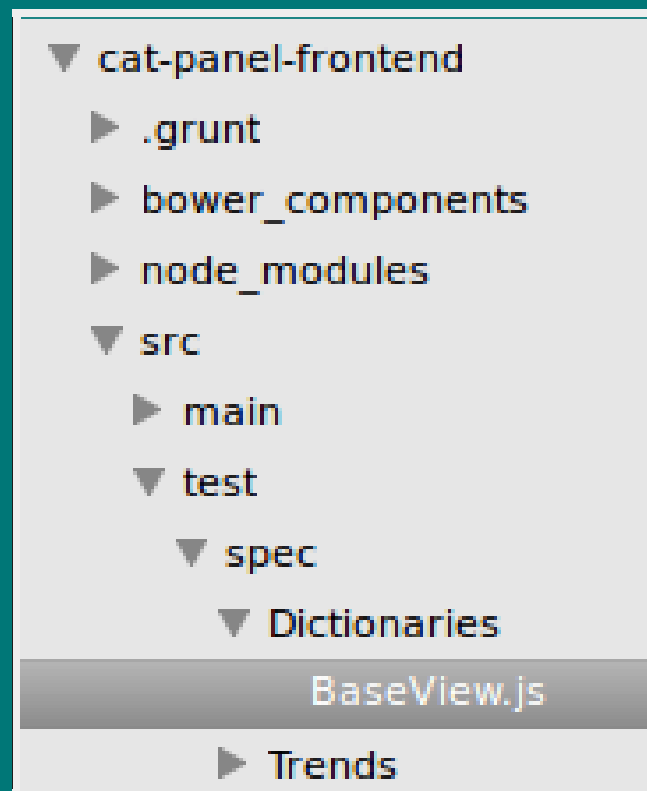 cat-panel-frontend
.grunt
bower_components
node_modules
src
main
test
spec
Dictionaries
BaseView.js
Trends